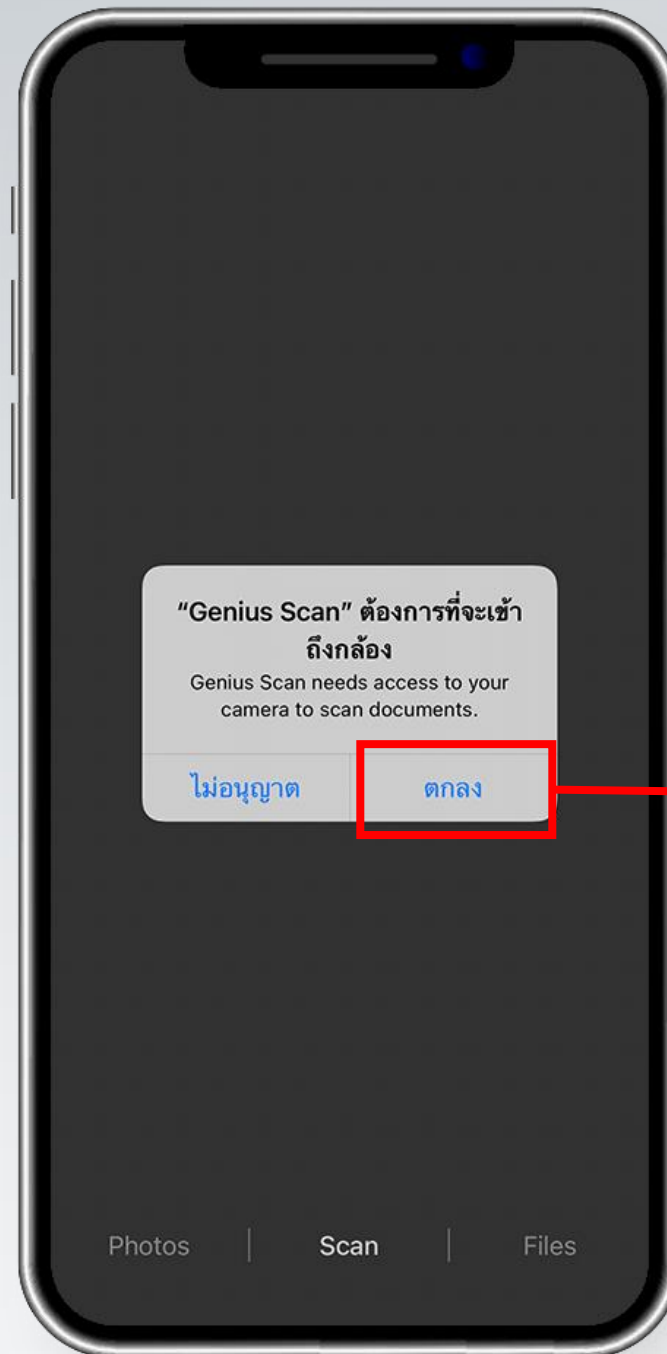 "Genius Scan" ต้องการที่จะเข้า
ถึงกล้อง
Genius Scan needs access to your
camera to scan documents.
ไม่อนุญาต
ตกลง
Photos | Scan | Files